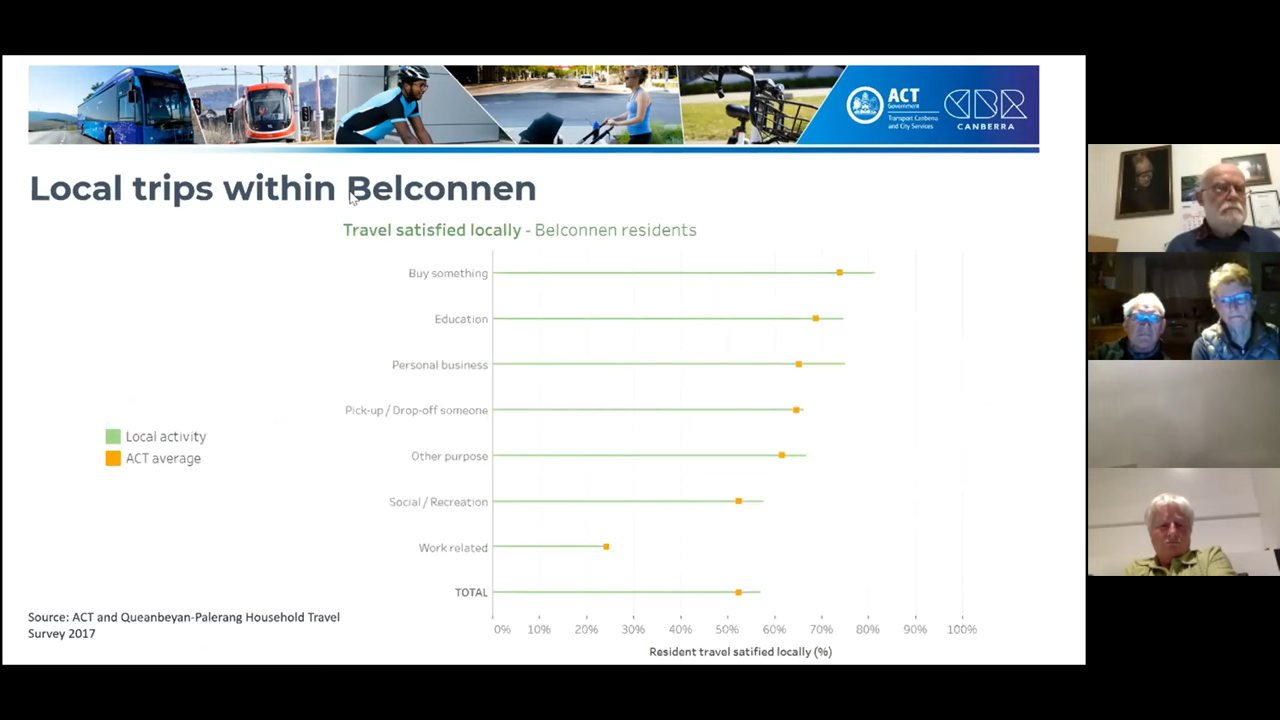 ACT
Government
Transport Canberra
and City Services
CBR
CANBERRA
Local trips within Belconnen
Travel satisfied locally - Belconnen residents
Buy something
Education
Personal business
Pick-up / Drop-off someone
Other purpose
Social / Recreation
Work related
TOTAL
Local activity
ACT average
0% 10% 20% 30% 40% 50% 60% 70% 80% 90% 100%
Resident travel satified locally (%)
Source: ACT and Queanbeyan-Palerang Household Travel
Survey 2017